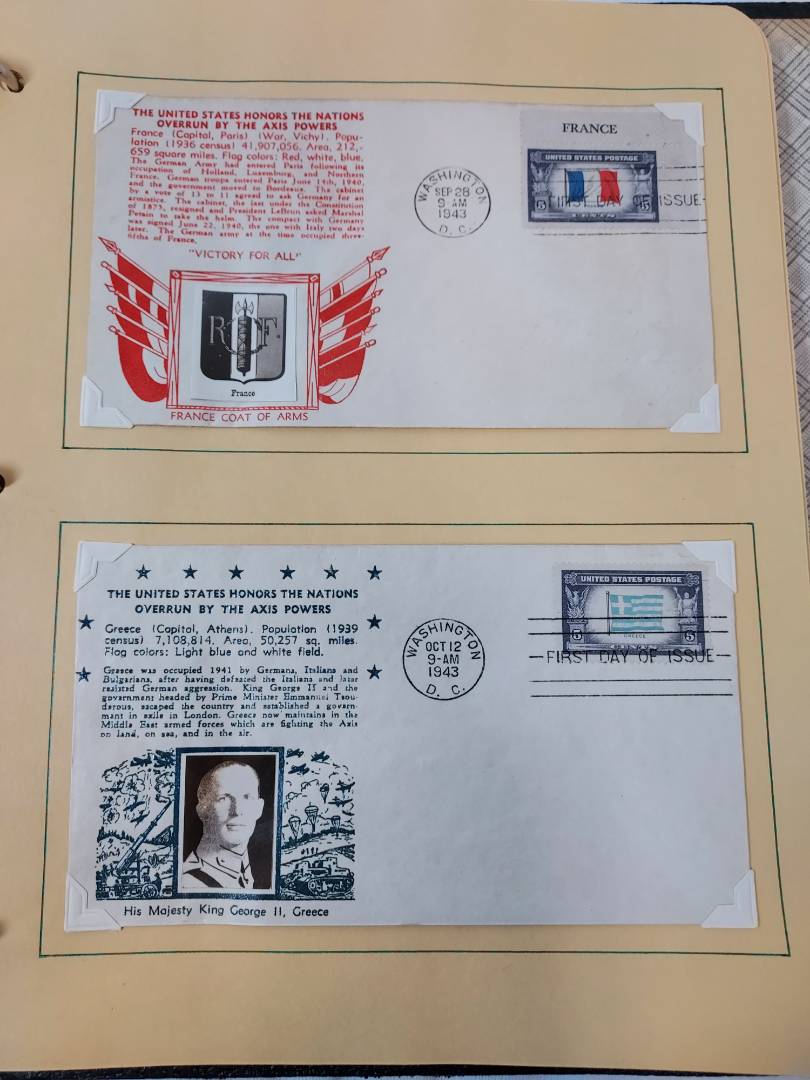 THE UNITED STATES HONORS THE NATIONS
OVERRUN BY THE AXIS POWERS
France (Capital, Paris) (War, Vichy). Popu-
lation (1936 census) 41,907,056. Area, 212,-
659 square miles. Flag colors: Red, white, blue.
The German Army had entered Paris following its
occupation of Holland, Luxemburg, and Northern
France. German troops entered Paris June 14th, 1940,
and the government moved to Bordeaux. The cabinet
by a vote of 13 to 11 agreed to ask Germany for an
armistice. The cabinet, the last under the Constitution
of 1875, resigned and President LeBrun asked Marshal
Petain to take the helm. The compact with Germany
was signed June 22, 1940, the one with Italy two days
later. The German army at the time occupied three-
fifths of France.
"VICTORY FOR ALL"
R F
France
FRANCE COAT OF ARMS
WASHINGTON
SEP 28
9 AM
1943
D. C.
FRANCE
UNITED STATES POSTAGE
5 5
CENTS
FIRST DAY OF ISSUE
THE UNITED STATES HONORS THE NATIONS
OVERRUN BY THE AXIS POWERS
Greece (Capital, Athens). Population (1939
census) 7,108,814. Area, 50,257 sq. miles.
Flag colors: Light blue and white field.
Greece was occupied 1941 by Germans, Italians and
Bulgarians, after having defeated the Italians and later
resisted German aggression. King George II and the
government headed by Prime Minister Emmanuel Tsou-
derous, escaped the country and established a govern-
mant in exile in London. Greece now maintains in the
Middle East armed forces which are fighting the Axis
on land, on sea, and in the air.
His Majesty King George II, Greece
WASHINGTON
OCT 12
9-AM
1943
D. C.
UNITED STATES POSTAGE
GREECE
5 5
FIRST DAY OF ISSUE